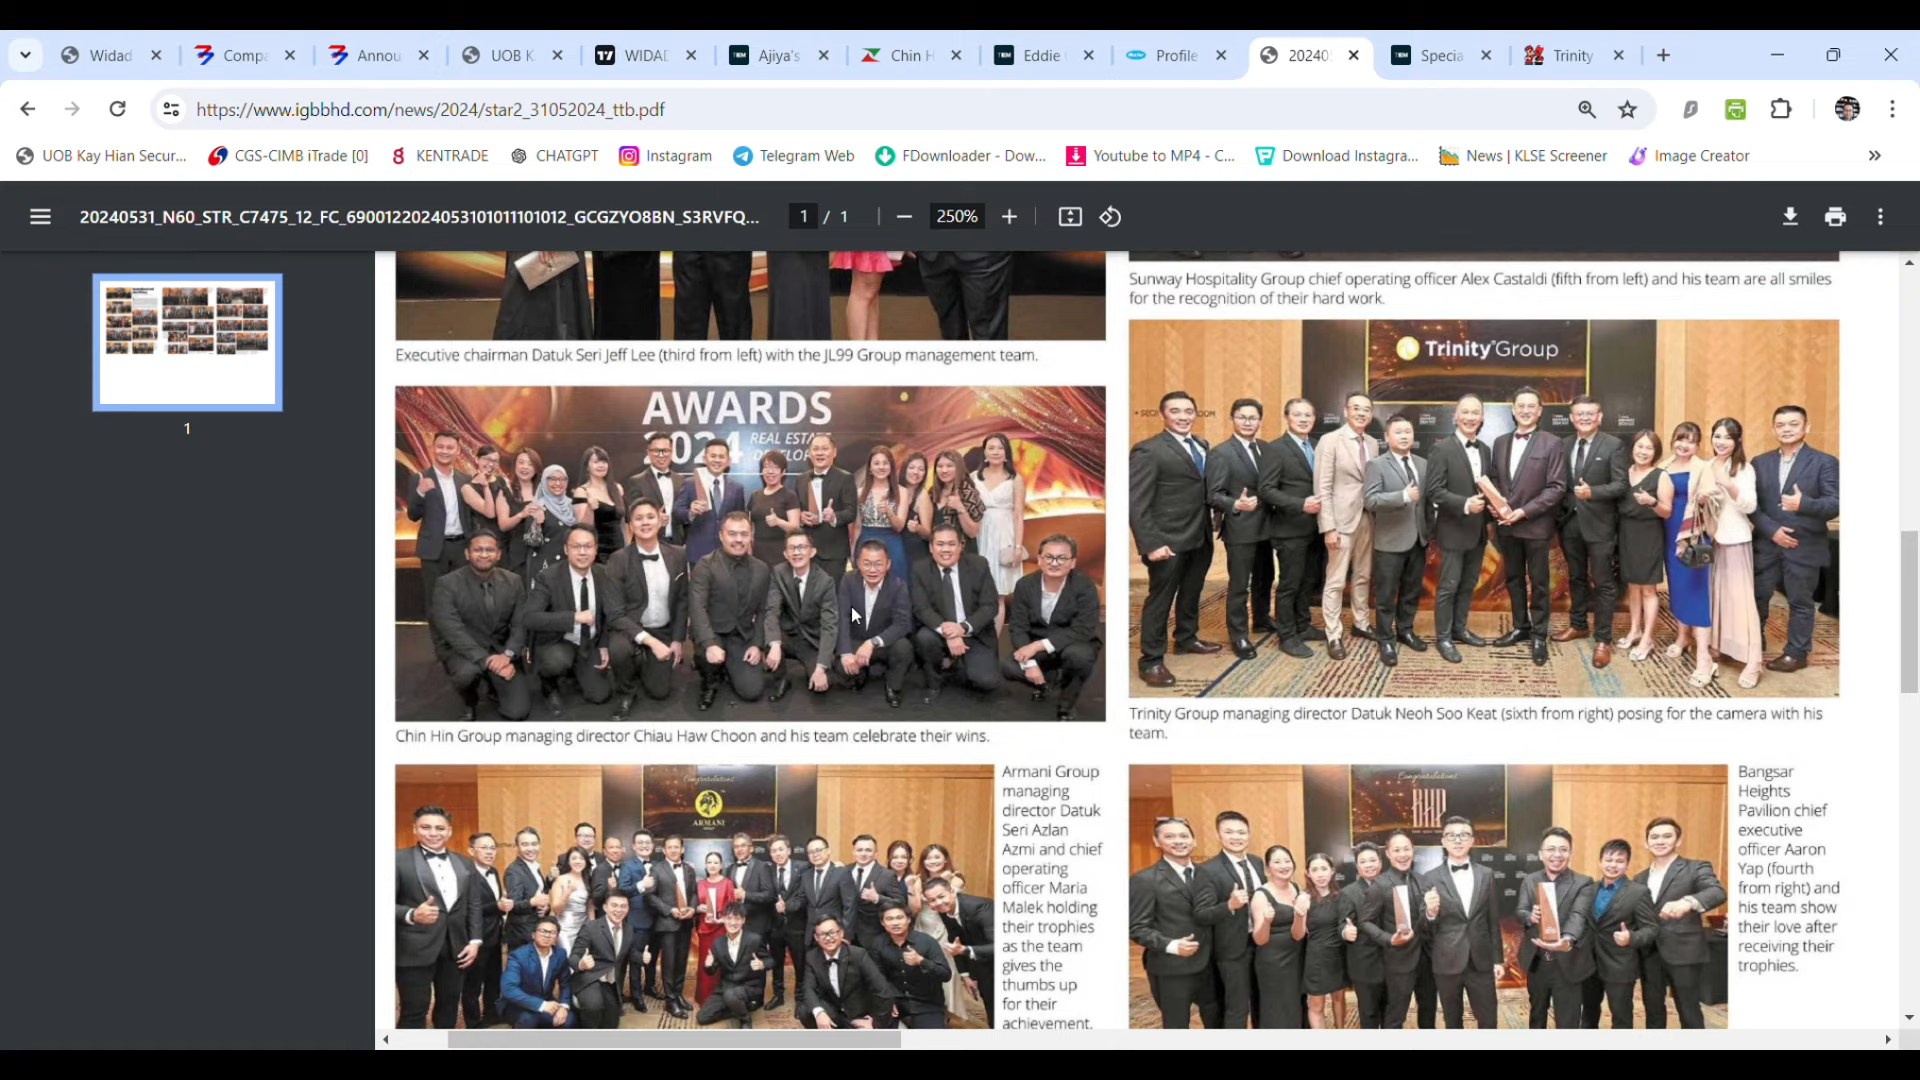 Widad
Compa
Annou
UOB K
WIDAD
Ajiya's
Chin H
Eddie
Profile
20240
Specia
Trinity
https://www.igbbhd.com/news/2024/star2_31052024_ttb.pdf
UOB Kay Hian Secur...
CGS-CIMB iTrade [0]
KENTRADE
CHATGPT
Instagram
Telegram Web
FDownloader - Dow...
Youtube to MP4 - C...
Download Instagra...
News | KLSE Screener
Image Creator
20240531_N60_STR_C7475_12_FC_6900122024053101011101012_GCGZYO8BN_S3RVFQ...
1 / 1
250%
1
Executive chairman Datuk Seri Jeff Lee (third from left) with the JL99 Group management team.
AWARDS
2024 REAL ESTATE
DEVELOP
Chin Hin Group managing director Chiau Haw Choon and his team celebrate their wins.
Congratulations
ARMANI
Armani Group
managing
director Datuk
Seri Azlan
Azmi and chief
operating
officer Maria
Malek holding
their trophies
as the team
gives the
thumbs up
for their
achievement.
Sunway Hospitality Group chief operating officer Alex Castaldi (fifth from left) and his team are all smiles
for the recognition of their hard work.
Trinity Group
Trinity Group managing director Datuk Neoh Soo Keat (sixth from right) posing for the camera with his
team.
Congratulations
BHP
Bangsar
Heights
Pavilion chief
executive
officer Aaron
Yap (fourth
from right) and
his team show
their love after
receiving their
trophies.